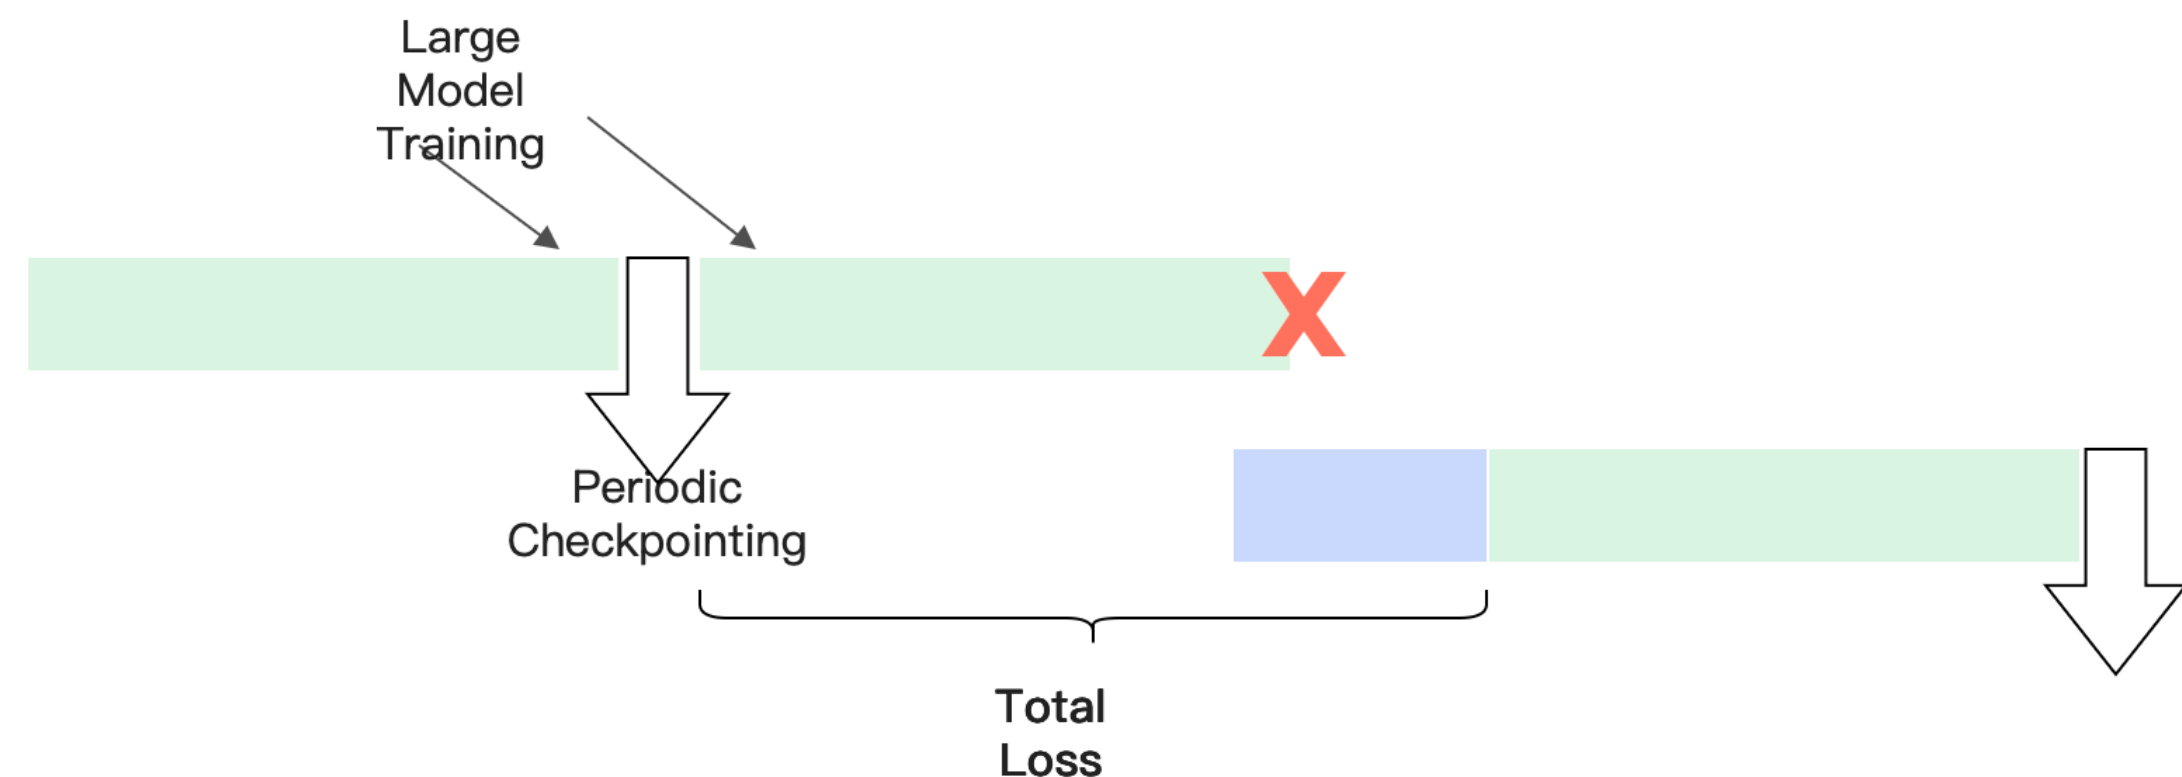 Large
Model
Training
X
Periodic
Checkpointing
Total
Loss